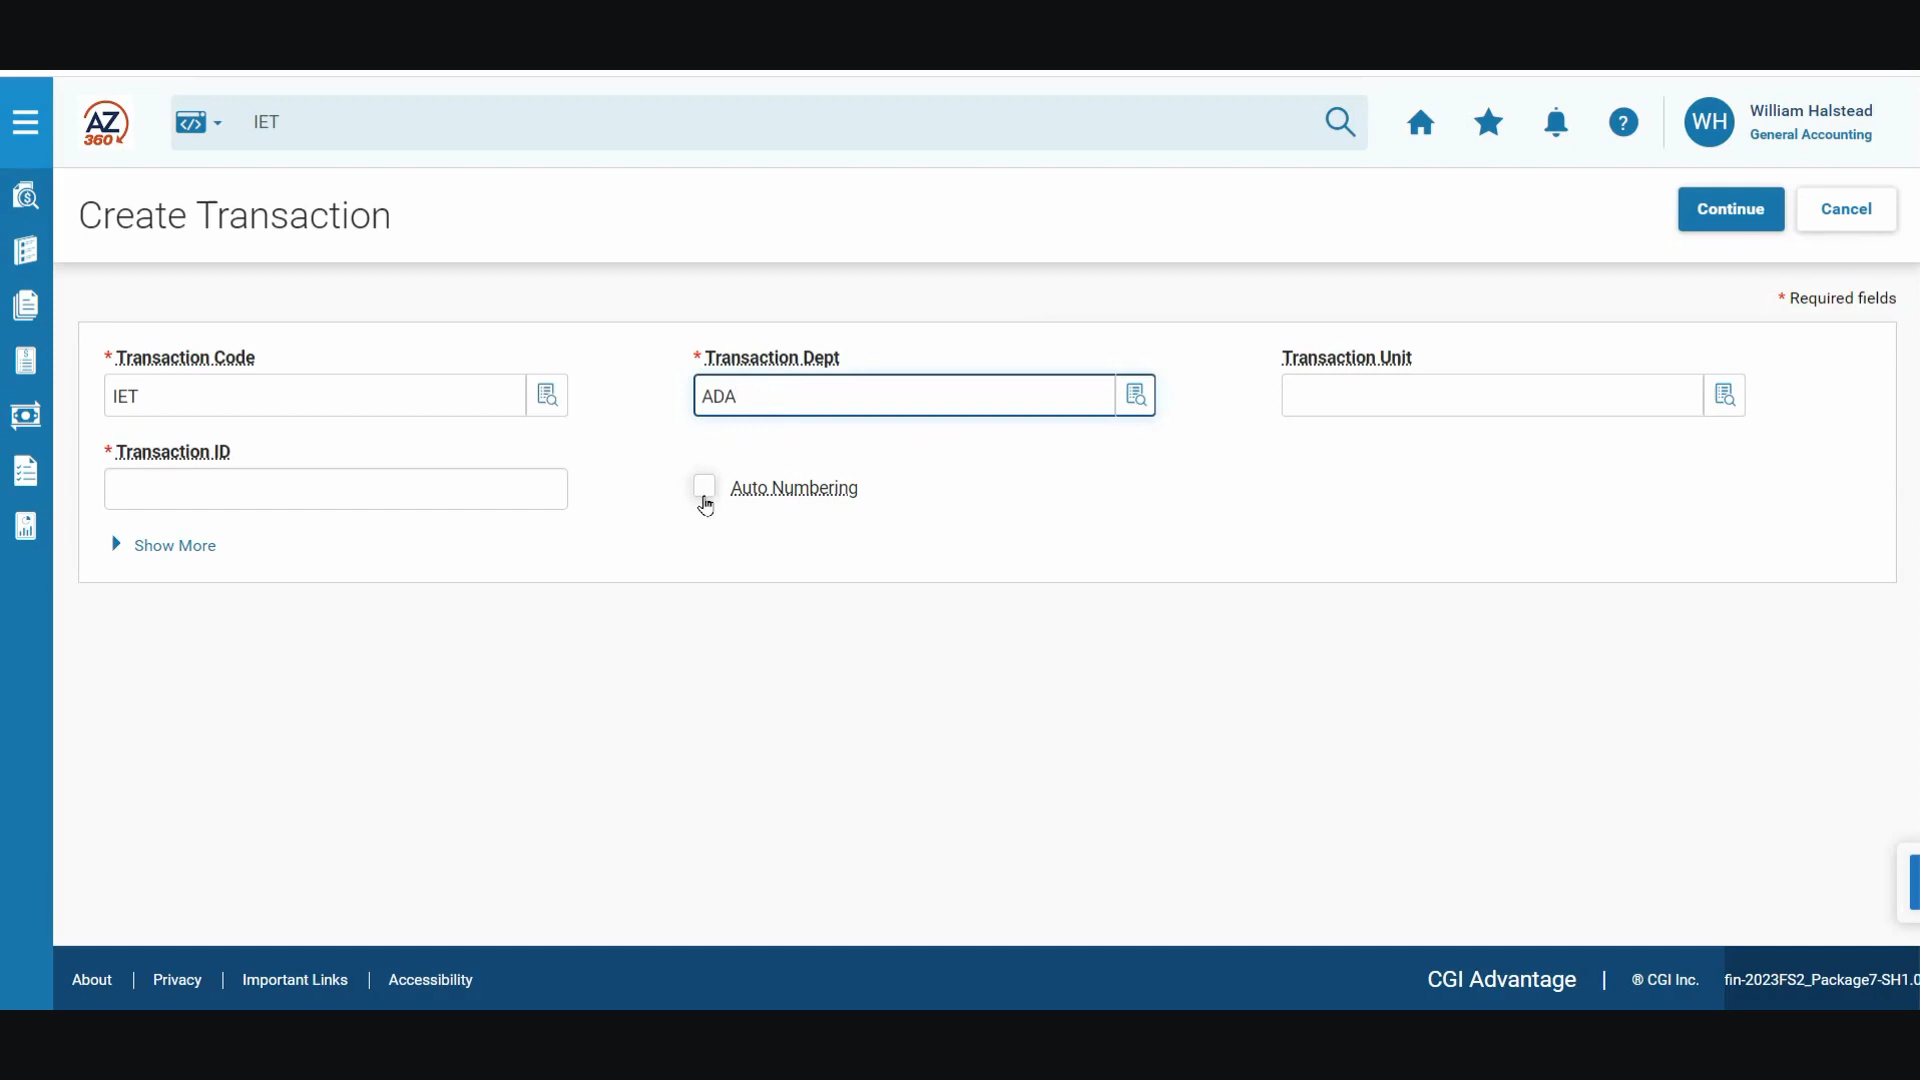 AZ
360
IET
?
WH
William Halstead
General Accounting
Create Transaction
Continue
Cancel
* Required fields
* Transaction Code
* Transaction Dept
Transaction Unit
IET
ADA
* Transaction ID
Auto Numbering
Show More
About | Privacy | Important Links | Accessibility
CGI Advantage | ® CGI Inc.
fin-2023FS2_Package7-SH1.0